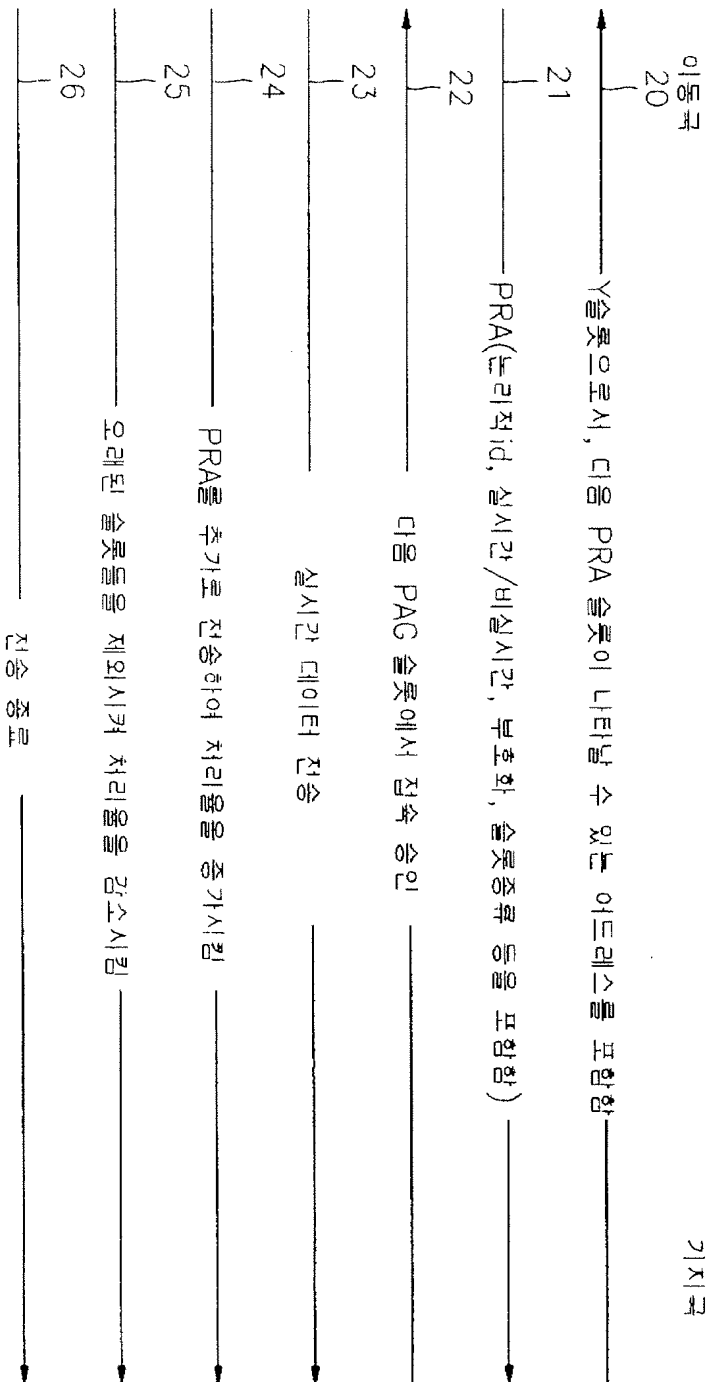 이동국 기지국
20 Y슬롯으로서, 다음 PRA 슬롯이 나타날 수 있는 어드레스를 포함함
21 PRA(논리적id, 실시간/비실시간, 부호화, 슬롯종류 등을 포함함)
22 다음 PAG 슬롯에서 접속 승인
23 실시간 데이터 전송
24 PRA를 추가로 전송하여 처리율을 증가시킴
25 오래된 슬롯들을 제외시켜 처리율을 감소시킴
26 전송 종료